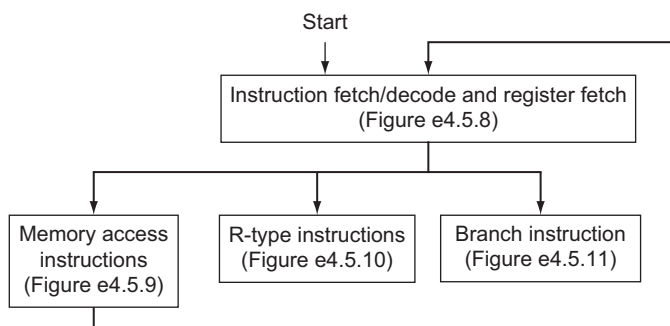 Start
Instruction fetch/decode and register fetch
(Figure e4.5.8)
Memory access
instructions
(Figure e4.5.9)
R-type instructions
(Figure e4.5.10)
Branch instruction
(Figure e4.5.11)